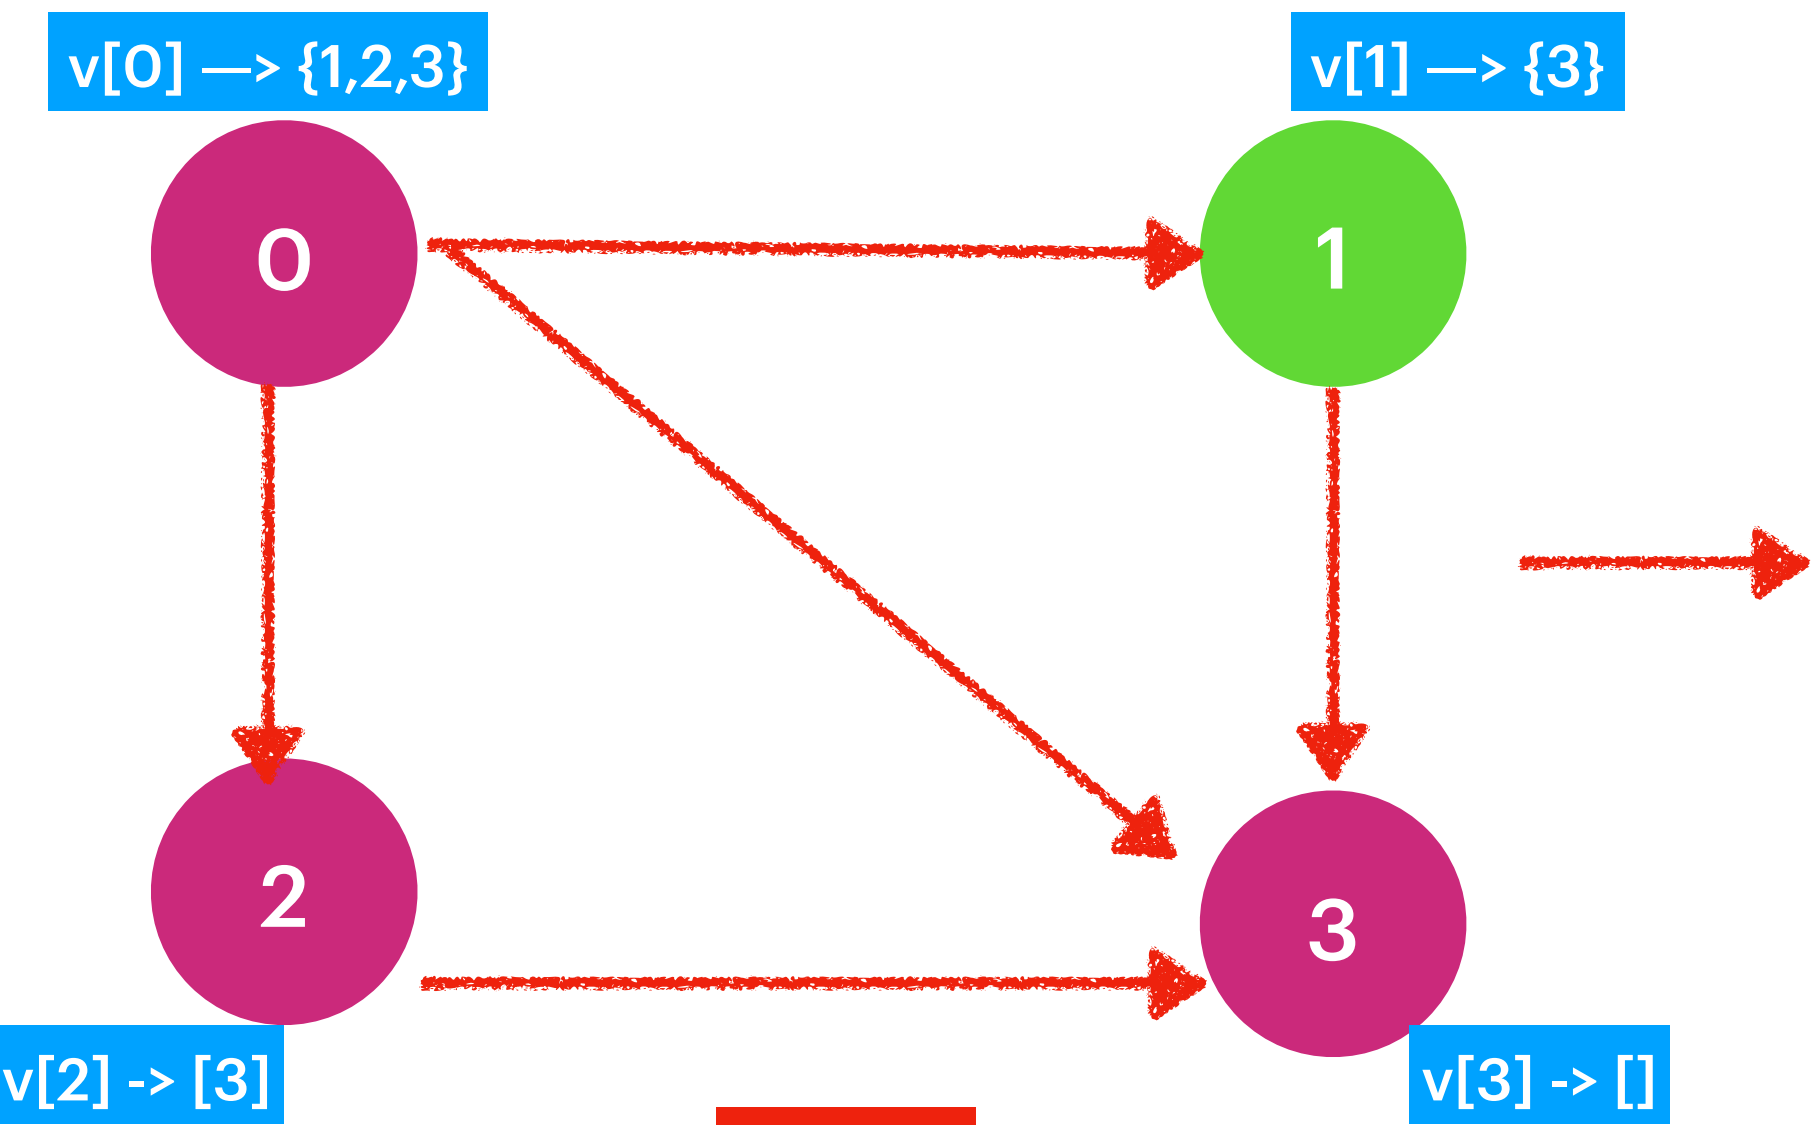 v[0] —> {1,2,3}
v[1] —> {3}
0
1
2
3
v[2] -> [3]
v[3] -> []